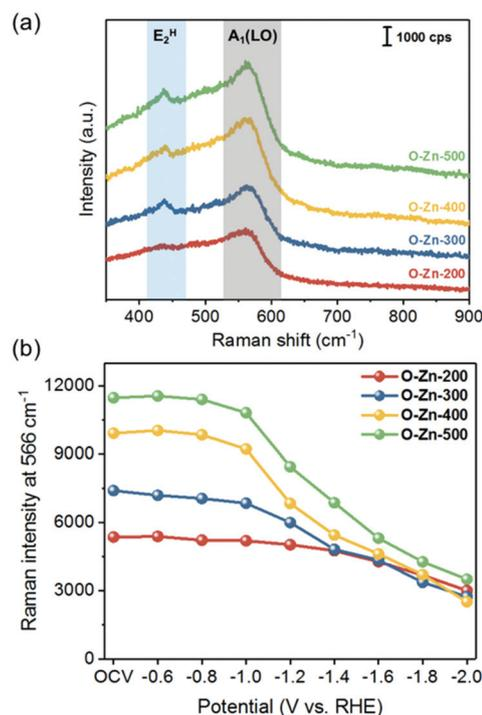 (a)
E₂ᴴ
A₁(LO)
1000 cps
Intensity (a.u.)
O-Zn-500
O-Zn-400
O-Zn-300
O-Zn-200
400 500 600 700 800 900
Raman shift (cm⁻¹)
(b)
O-Zn-200
O-Zn-300
O-Zn-400
O-Zn-500
Raman intensity at 566 cm⁻¹
12000
9000
6000
3000
0
OCV -0.6 -0.8 -1.0 -1.2 -1.4 -1.6 -1.8 -2.0
Potential (V vs. RHE)